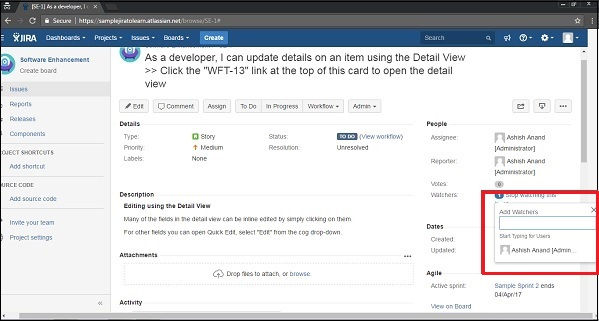 [SE-1] As a developer, I c
Secure https://samplejiratolearn.atlassian.net/browse/SE-1#
JIRA Dashboards Projects Issues Boards Create Search
Software Enhancement
Create board
Issues
Reports
Releases
Components
PROJECT SHORTCUTS
Add shortcut
SOURCE CODE
Add source code
Invite your team
Project settings
As a developer, I can update details on an item using the Detail View
>> Click the "WFT-13" link at the top of this card to open the detail
view
Edit Comment Assign To Do In Progress Workflow Admin
Details
Type: Story Status: TO DO (View workflow)
Priority: Medium Resolution: Unresolved
Labels: None
Description
Editing using the Detail View
Many of the fields in the detail view can be inline edited by simply clicking on them.
For other fields you can open Quick Edit, select "Edit" from the cog drop-down.
Attachments
Drop files to attach, or browse.
Activity
People
Assignee: Ashish Anand
[Administrator]
Reporter: Ashish Anand
[Administrator]
Votes: 0
Watchers: 1 Stop watching this
Add Watchers
Start Typing for Users
Ashish Anand [Admin...
Dates
Created:
Updated:
Agile
Active sprint: Sample Sprint 2 ends
04/Apr/17
View on Board